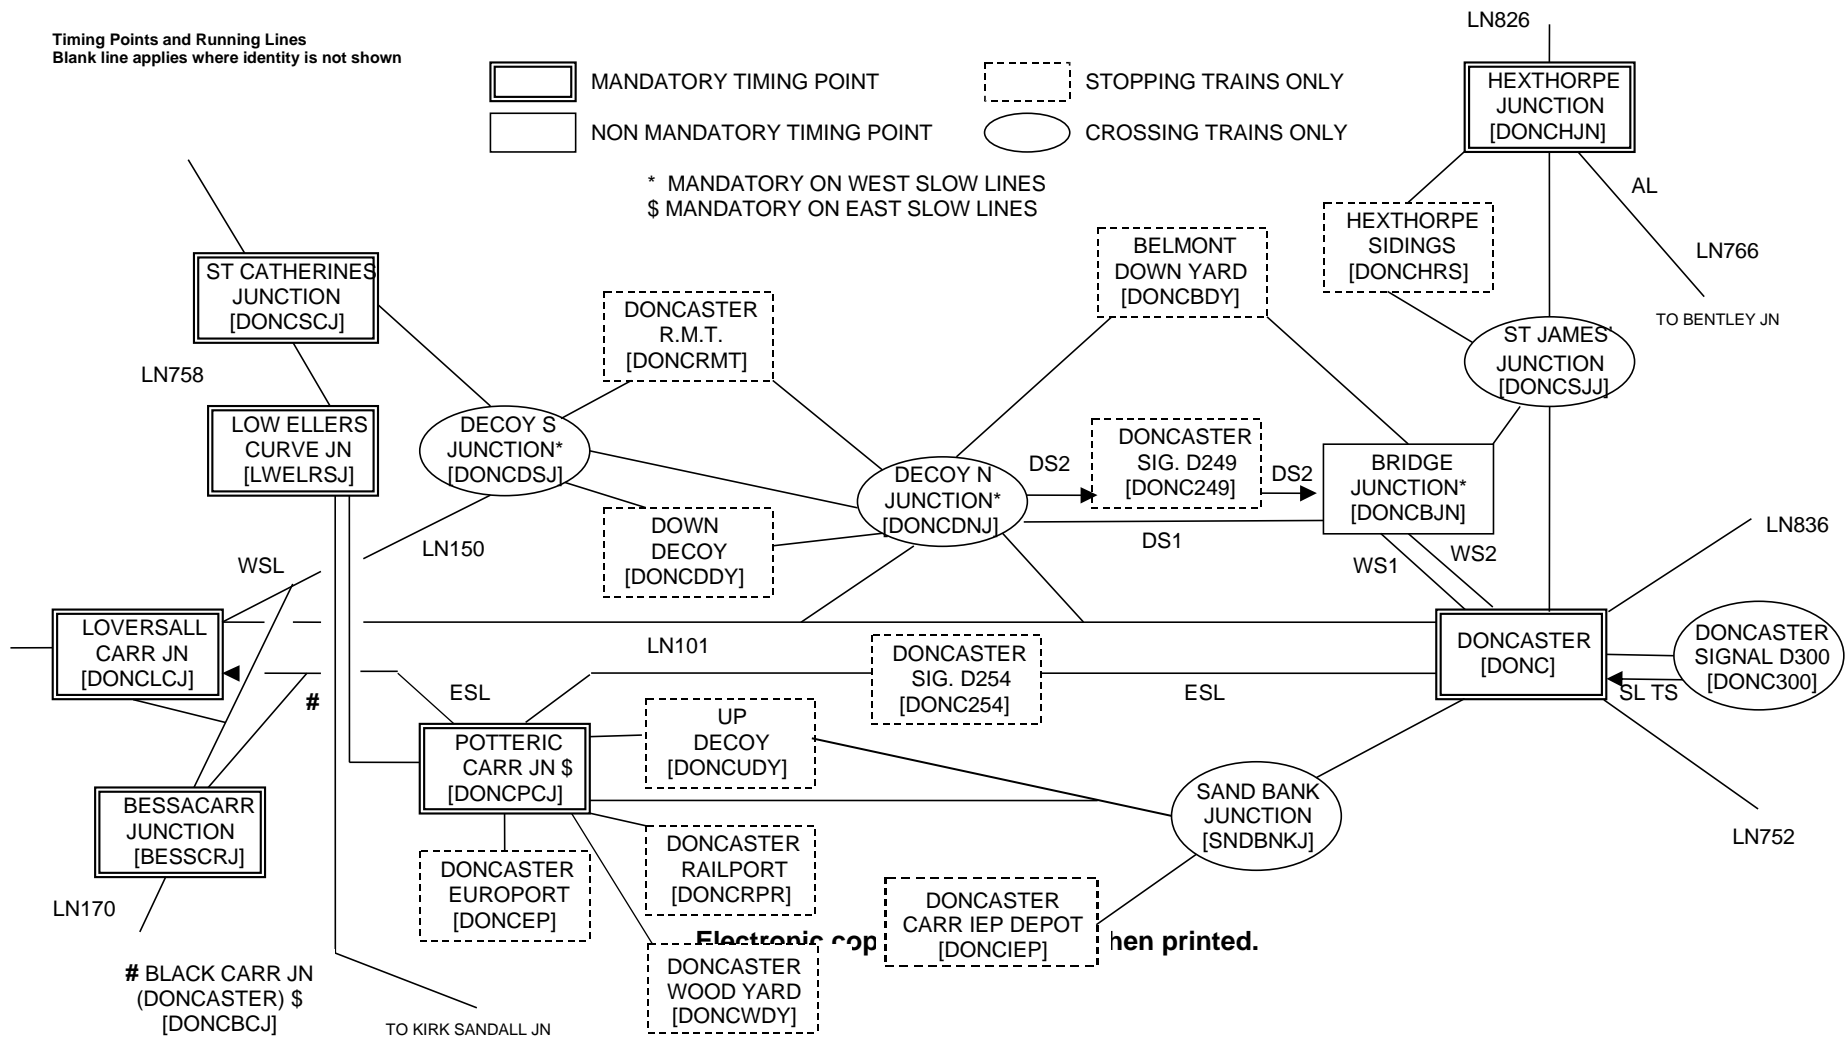 Timing Points and Running Lines
Blank line applies where identity is not shown
MANDATORY TIMING POINT
STOPPING TRAINS ONLY
NON MANDATORY TIMING POINT
CROSSING TRAINS ONLY
* MANDATORY ON WEST SLOW LINES
$ MANDATORY ON EAST SLOW LINES
LN826
HEXTHORPE
JUNCTION
[DONCHJN]
AL
LN766
TO BENTLEY JN
HEXTHORPE
SIDINGS
[DONCHRS]
ST JAMES'
JUNCTION
[DONCSJJ]
BELMONT
DOWN YARD
[DONCBDY]
ST CATHERINES
JUNCTION
[DONCSCJ]
LN758
DONCASTER
R.M.T.
[DONCRMT]
LOW ELLERS
CURVE JN
[LWELRSJ]
DECOY S
JUNCTION*
[DONCDSJ]
DECOY N
JUNCTION*
[DONCDNJ]
DS2
DONCASTER
SIG. D249
[DONC249]
DS2
BRIDGE
JUNCTION*
[DONCBJN]
DS1
WS1
WS2
LN836
DOWN
DECOY
[DONCDDY]
LN150
WSL
LOVERSALL
CARR JN
[DONCLCJ]
LN101
DONCASTER
SIG. D254
[DONC254]
ESL
ESL
DONCASTER
[DONC]
DONCASTER
SIGNAL D300
[DONC300]
SL TS
#
POTTERIC
CARR JN $
[DONCPCJ]
UP
DECOY
[DONCUDY]
SAND BANK
JUNCTION
[SNDBNKJ]
LN752
BESSACARR
JUNCTION
[BESSCRJ]
LN170
DONCASTER
EUROPORT
[DONCEP]
DONCASTER
RAILPORT
[DONCRPR]
DONCASTER
CARR IEP DEPOT
[DONCIEP]
Electronic cop hen printed.
DONCASTER
WOOD YARD
[DONCWDY]
# BLACK CARR JN
(DONCASTER) $
[DONCBCJ]
TO KIRK SANDALL JN